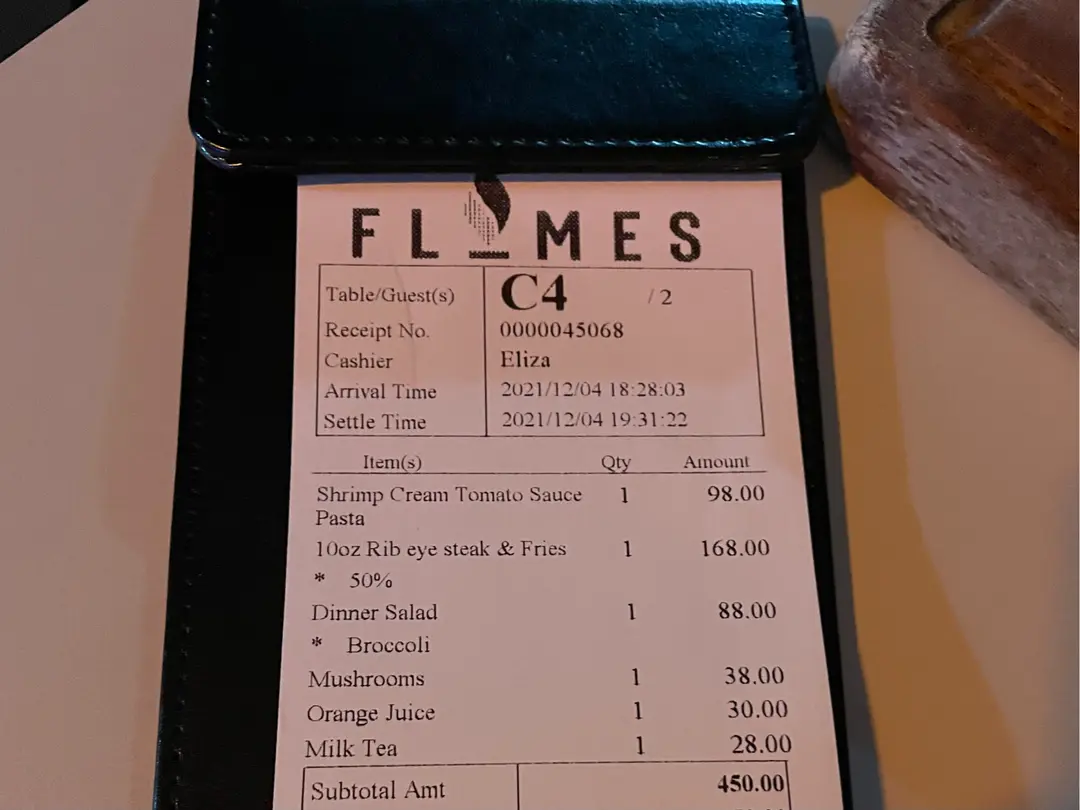 FLAMES
Table/Guest(s) C4 / 2
Receipt No. 0000045068
Cashier Eliza
Arrival Time 2021/12/04 18:28:03
Settle Time 2021/12/04 19:31:22
Item(s) Qty Amount
Shrimp Cream Tomato Sauce 1 98.00
Pasta
10oz Rib eye steak & Fries 1 168.00
* 50%
Dinner Salad 1 88.00
* Broccoli
Mushrooms 1 38.00
Orange Juice 1 30.00
Milk Tea 1 28.00
Subtotal Amt 450.00